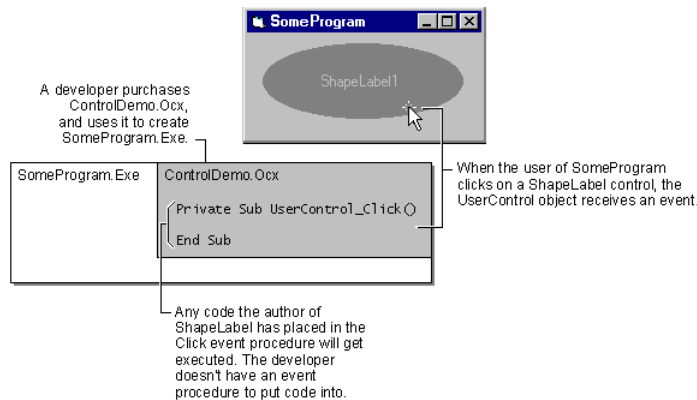 SomeProgram
ShapeLabel1
A developer purchases
ControlDemo.Ocx,
and uses it to create
SomeProgram.Exe.
SomeProgram.Exe
ControlDemo.Ocx
Private Sub UserControl_Click()
End Sub
When the user of SomeProgram
clicks on a ShapeLabel control, the
UserControl object receives an event.
Any code the author of
ShapeLabel has placed in the
Click event procedure will get
executed. The developer
doesn't have an event
procedure to put code into.